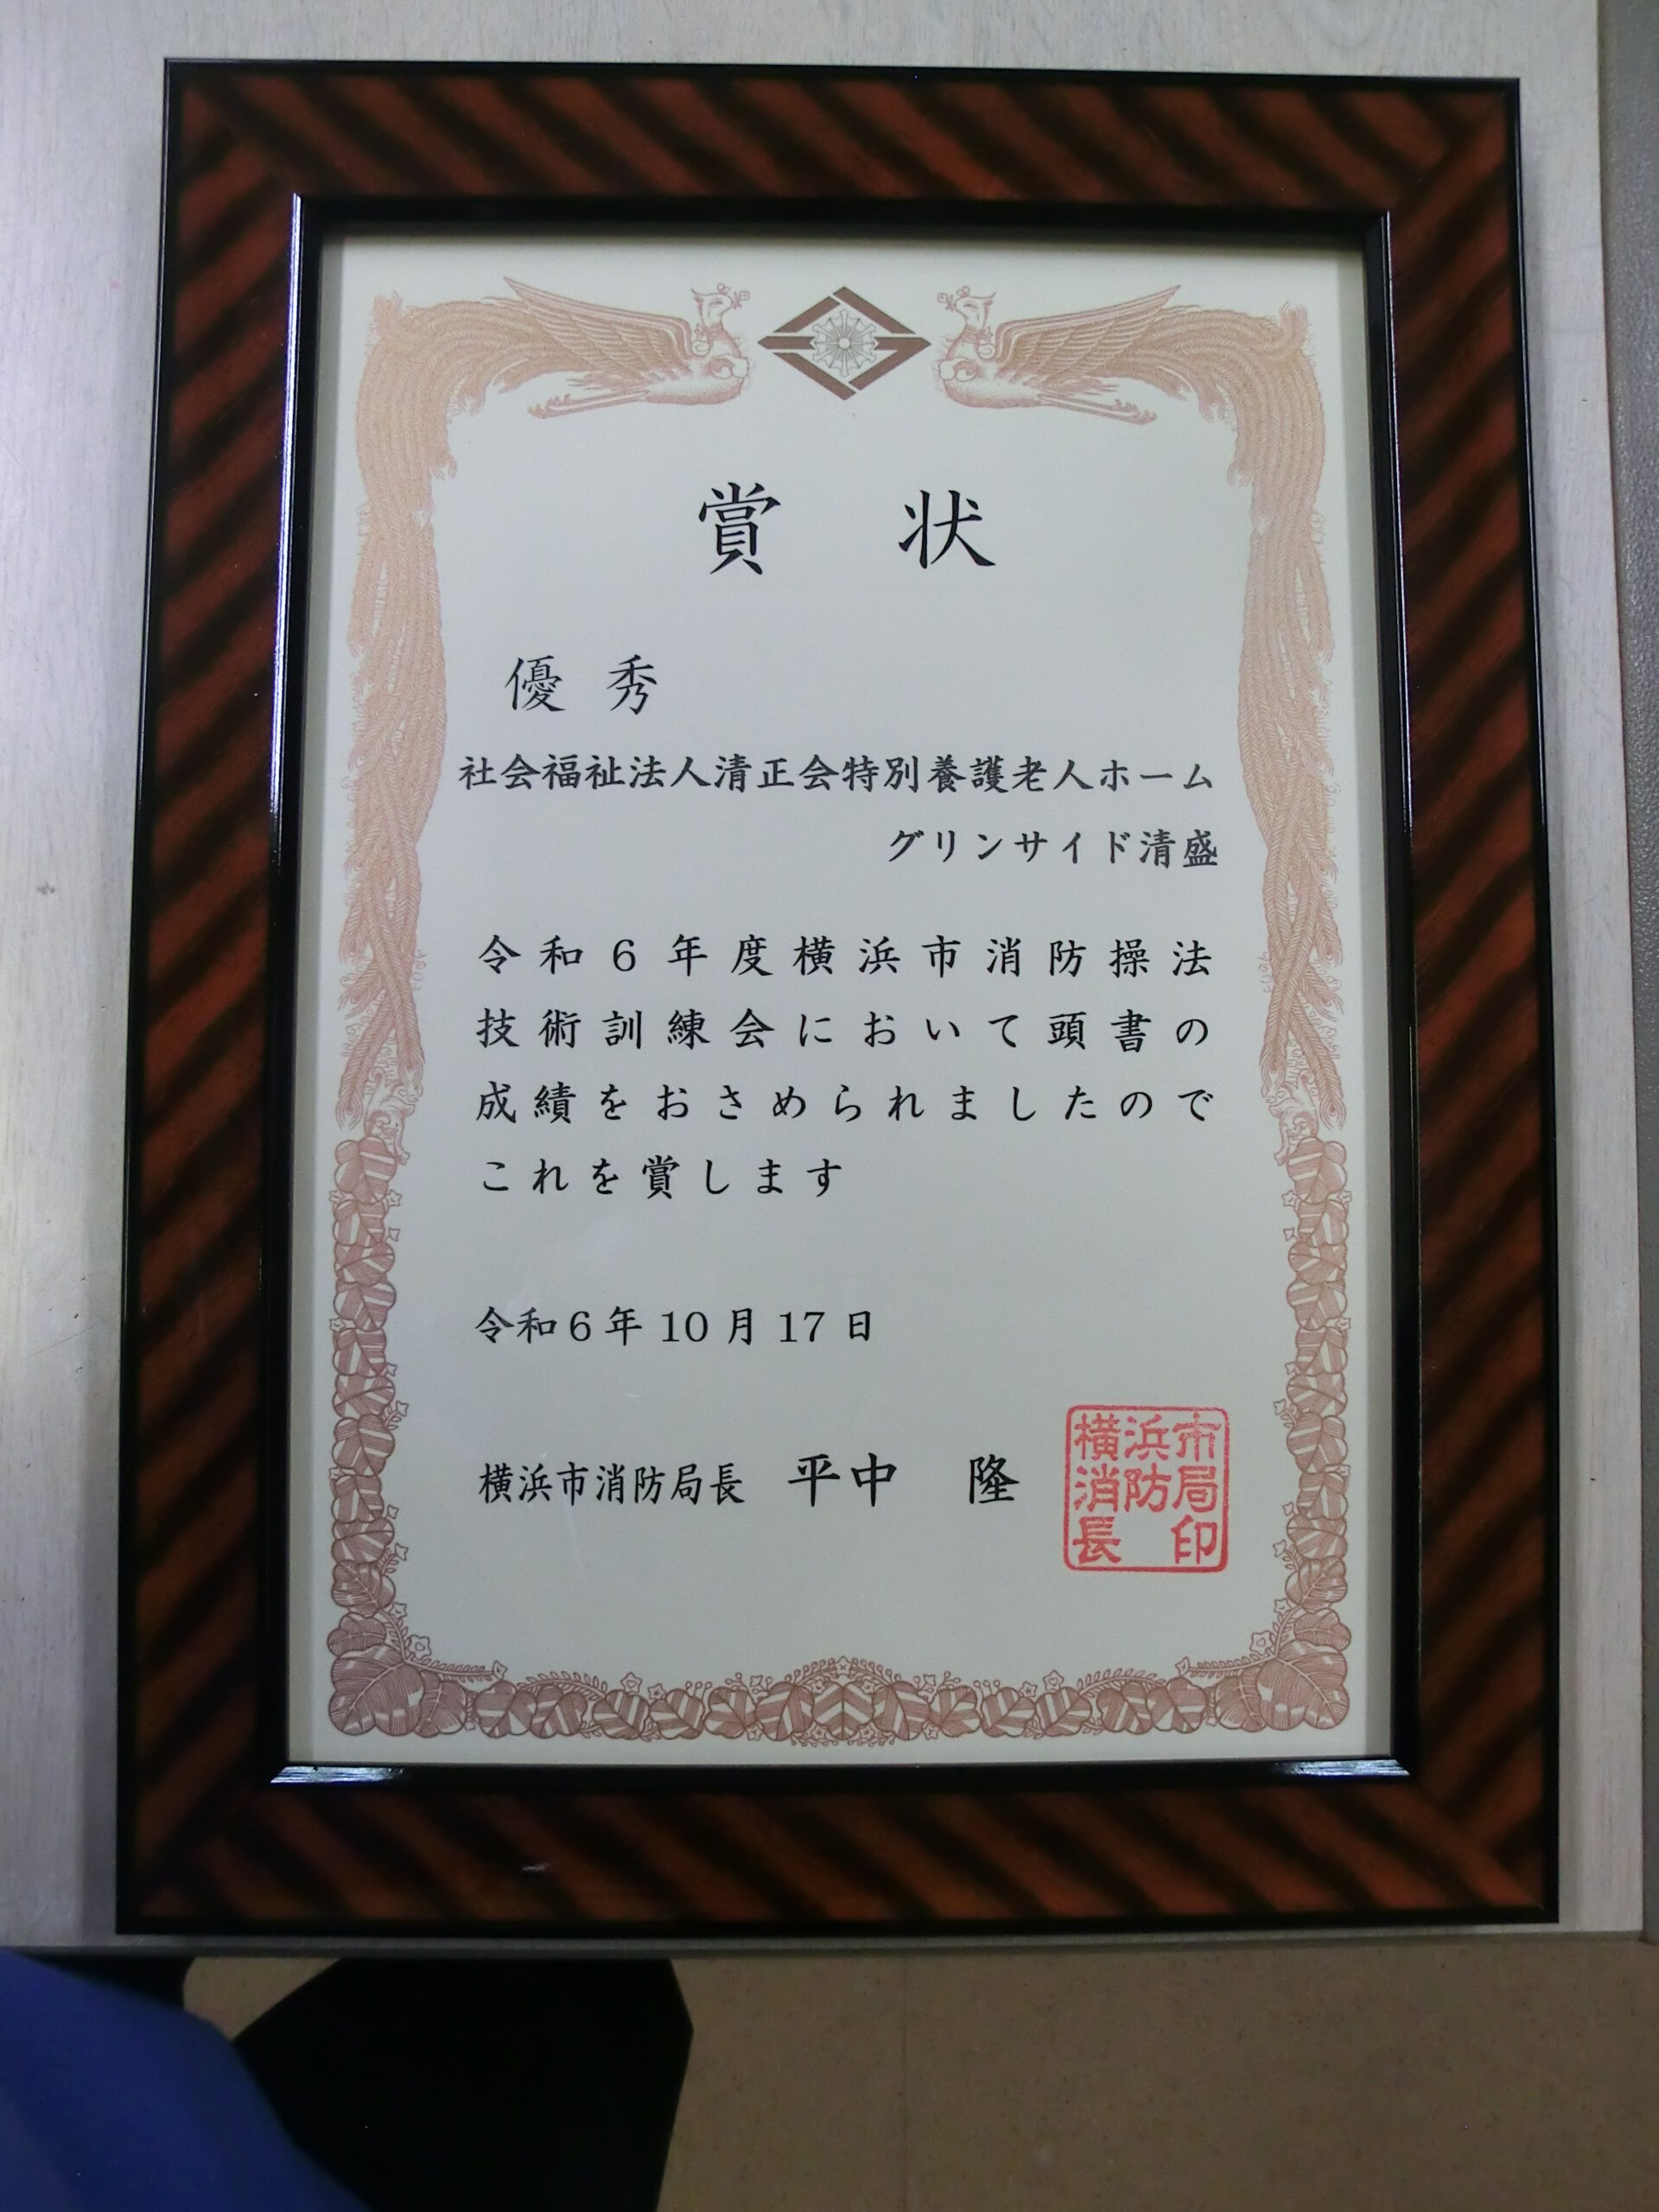 賞状
優秀
社会福祉法人清正会特別養護老人ホーム
グリンサイド清盛
令和6年度横浜市消防操法
技術訓練会において頭書の
成績をおさめられましたので
これを賞します
令和6年10月17日
横浜市消防局長 平中 隆
横浜市
消防局
長印